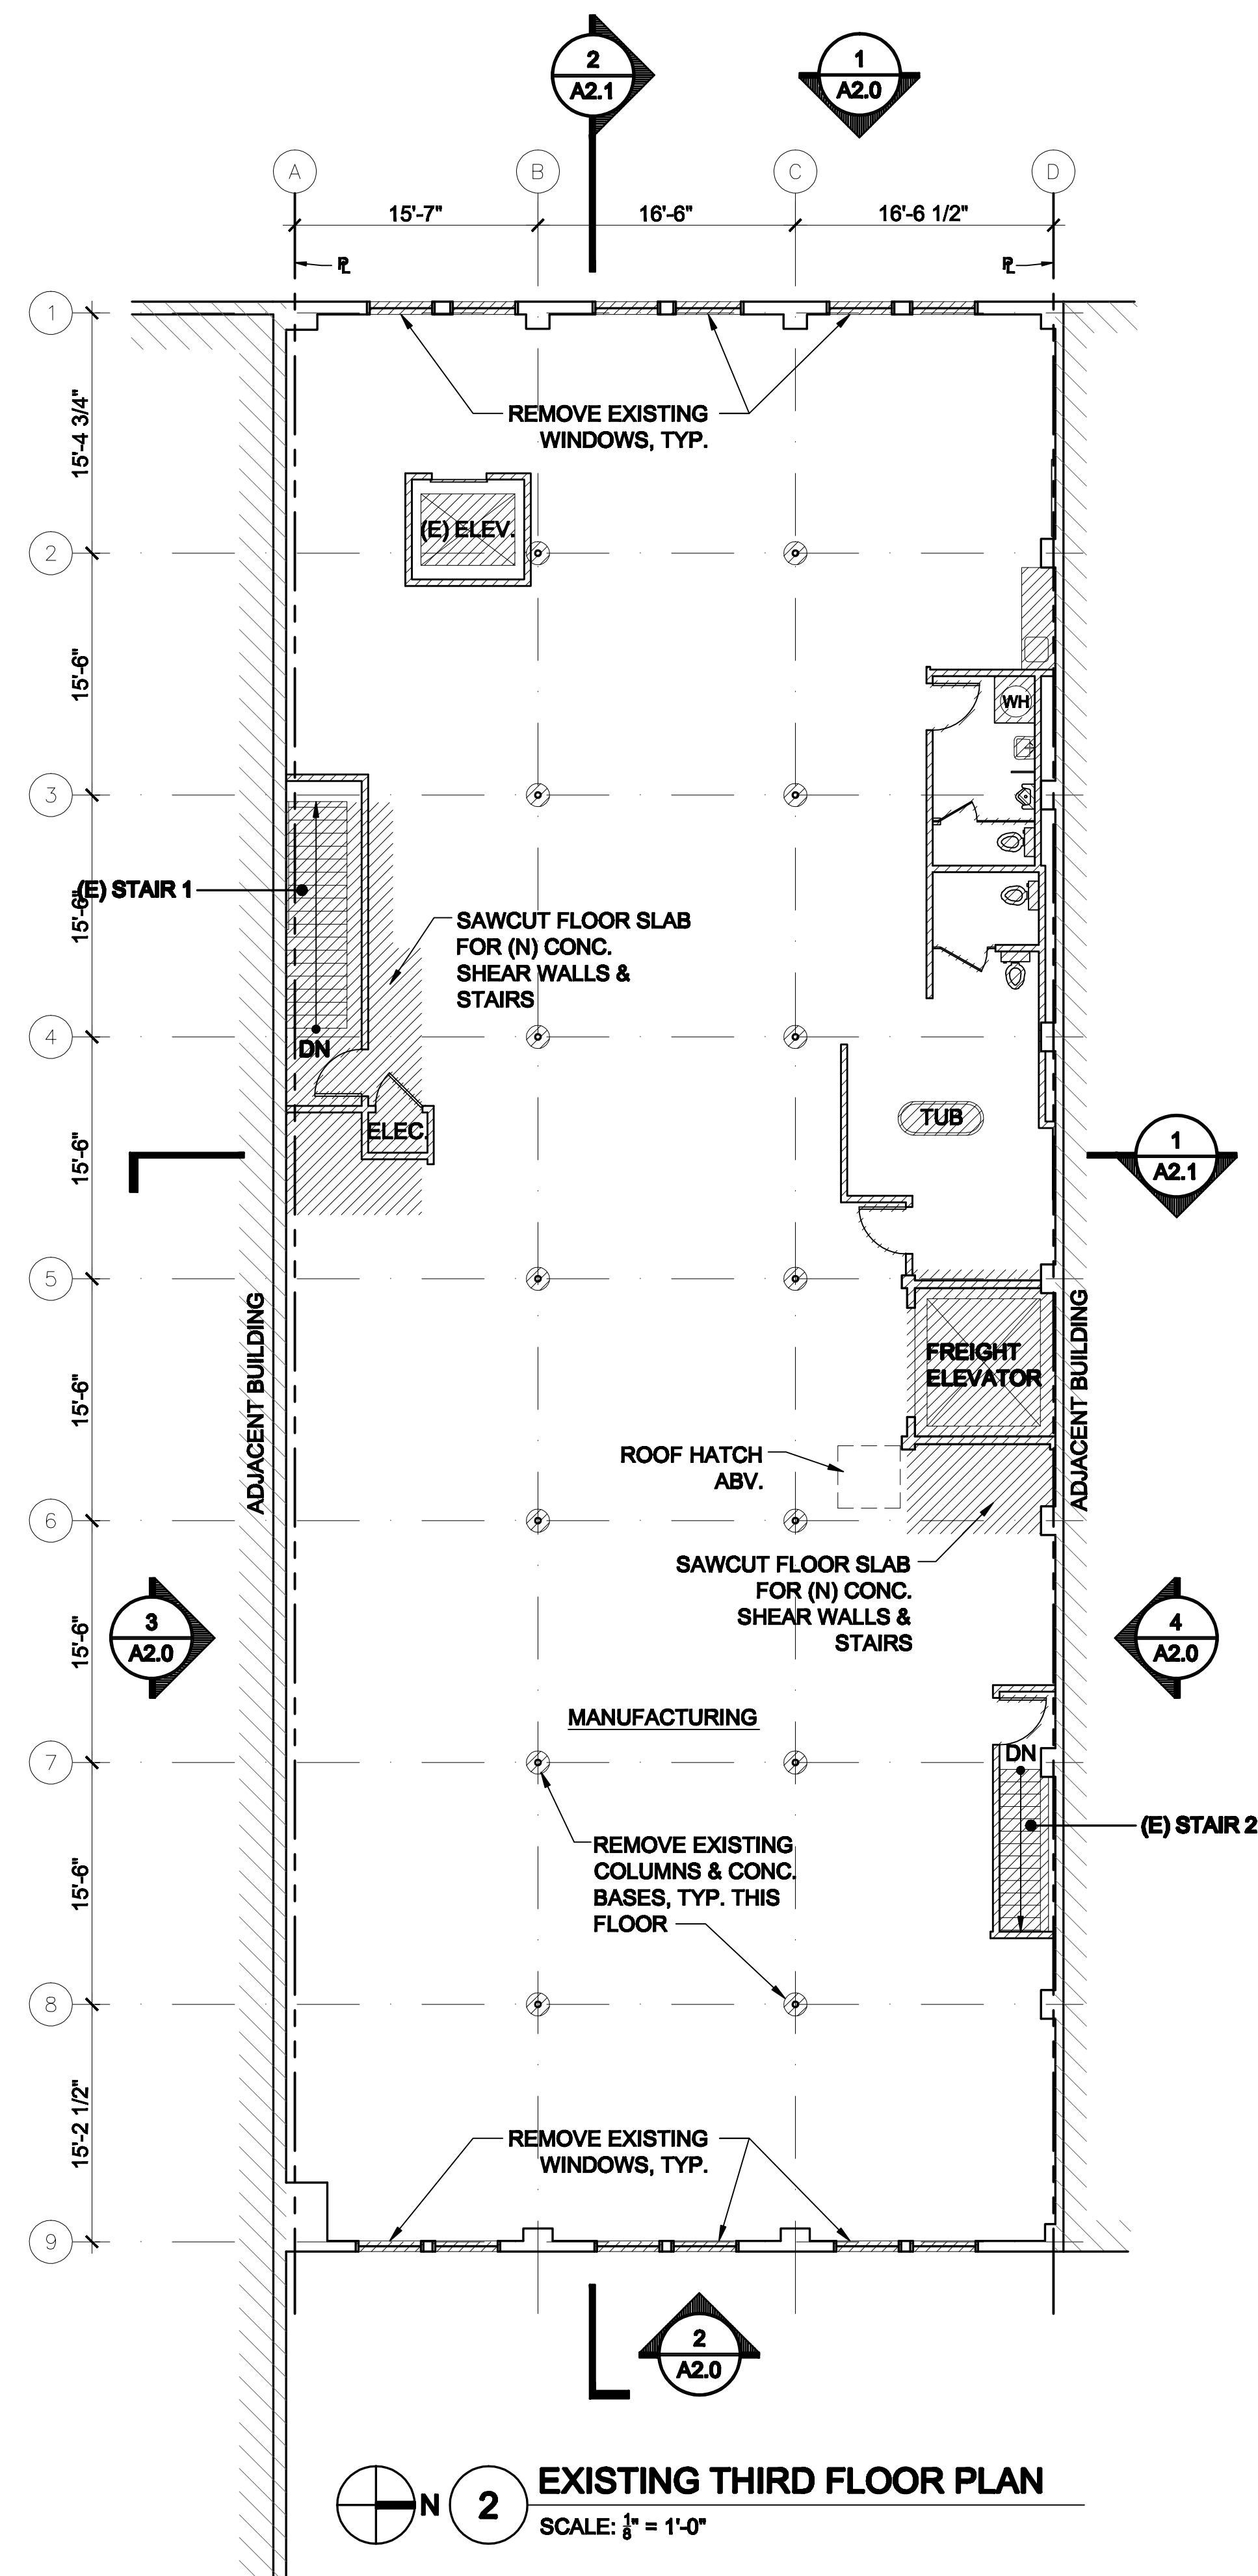 2
A2.1
1
A2.0
A
B
C
D
15'-7"
16'-6"
16'-6 1/2"
PL
PL
1
15'-4 3/4"
REMOVE EXISTING
WINDOWS, TYP.
(E) ELEV.
2
15'-6"
WH
3
(E) STAIR 1
15'-6"
SAWCUT FLOOR SLAB
FOR (N) CONC.
SHEAR WALLS &
STAIRS
4
DN
TUB
ELEC.
15'-6"
1
A2.1
5
ADJACENT BUILDING
ADJACENT BUILDING
FREIGHT
ELEVATOR
15'-6"
ROOF HATCH
ABV.
6
SAWCUT FLOOR SLAB
FOR (N) CONC.
SHEAR WALLS &
STAIRS
3
A2.0
15'-6"
4
A2.0
MANUFACTURING
7
DN
(E) STAIR 2
REMOVE EXISTING
COLUMNS & CONC.
BASES, TYP. THIS
FLOOR
15'-6"
8
15'-2 1/2"
REMOVE EXISTING
WINDOWS, TYP.
9
2
A2.0
N
2
EXISTING THIRD FLOOR PLAN
SCALE: 1/8" = 1'-0"